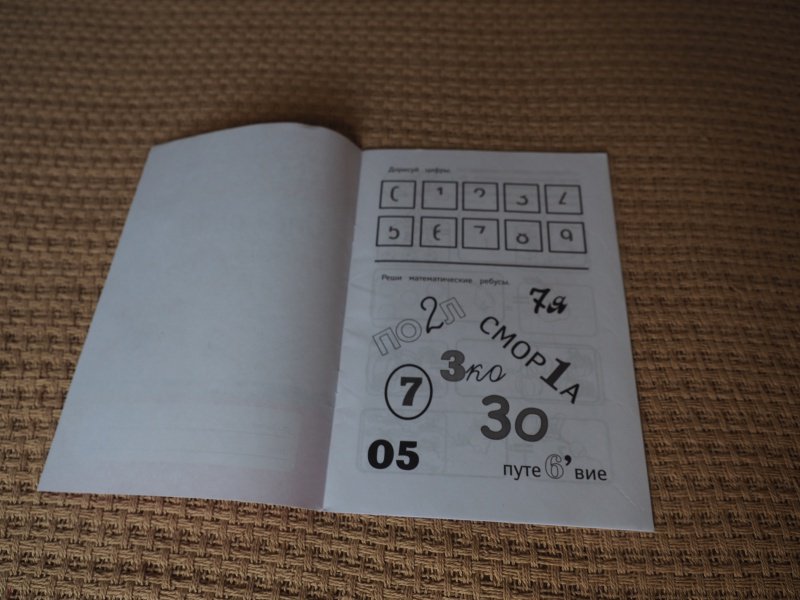 Дорисуй цифры.
Реши математические ребусы.
7я
ПО2Л
СМОР1А
3ко
7
30
05
путе6’вие